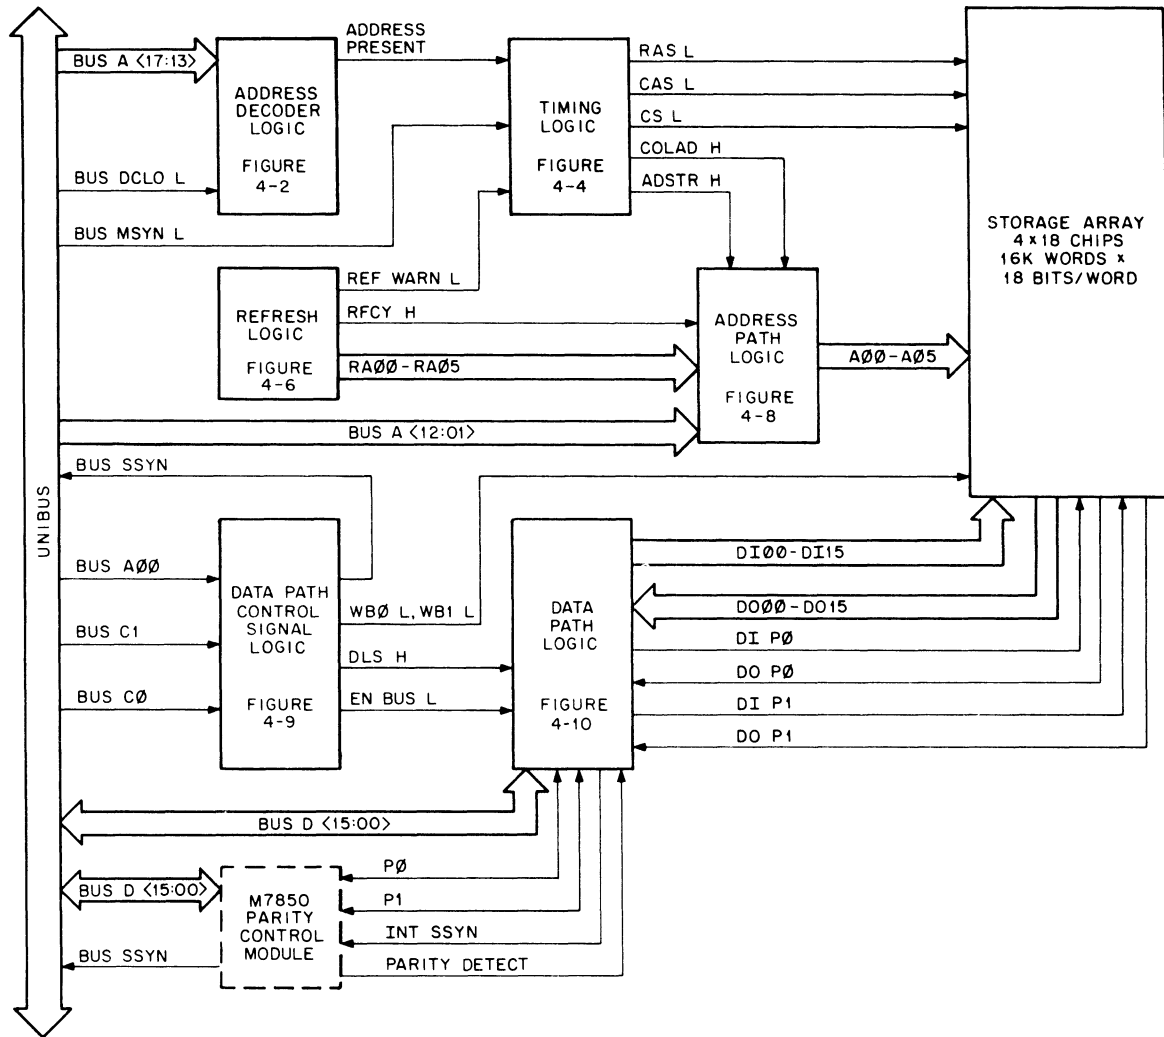 UNIBUS
BUS A <17:13>
ADDRESS
DECODER
LOGIC
FIGURE
4-2
ADDRESS
PRESENT
BUS DCLO L
BUS MSYN L
TIMING
LOGIC
FIGURE
4-4
RAS L
CAS L
CS L
COLAD H
ADSTR H
STORAGE ARRAY
4 x 18 CHIPS
16K WORDS x
18 BITS/WORD
REFRESH
LOGIC
FIGURE
4-6
REF WARN L
RFCY H
RAØØ-RAØ5
ADDRESS
PATH
LOGIC
FIGURE
4-8
AØØ-AØ5
BUS A <12:01>
BUS SSYN
BUS AØØ
BUS C1
BUS CØ
DATA PATH
CONTROL
SIGNAL
LOGIC
FIGURE
4-9
WBØ L, WB1 L
DLS H
EN BUS L
DATA
PATH
LOGIC
FIGURE
4-10
DI00-DI15
DO00-DO15
DI PØ
DO PØ
DI P1
DO P1
BUS D <15:00>
BUS D <15:00>
BUS SSYN
M7850
PARITY
CONTROL
MODULE
PØ
P1
INT SSYN
PARITY DETECT